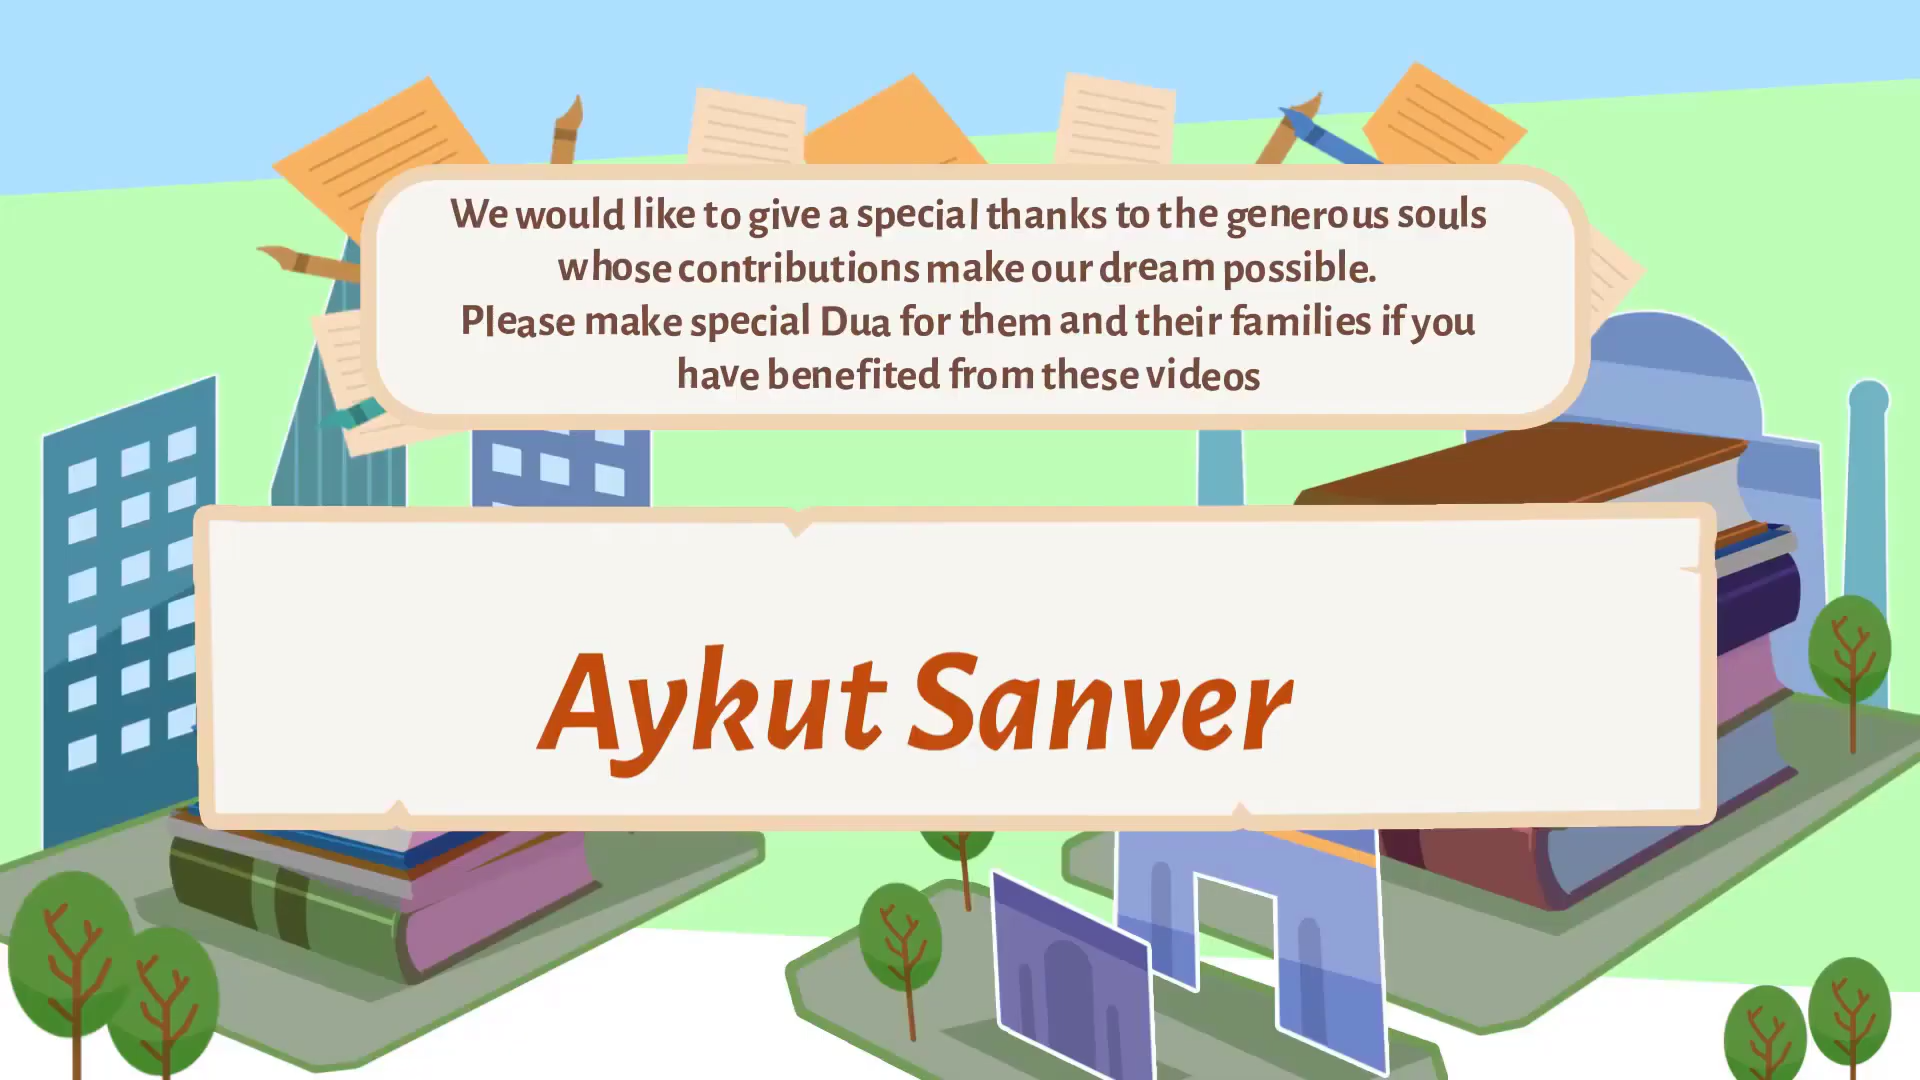 We would like to give a special thanks to the generous souls
whose contributions make our dream possible.
Please make special Dua for them and their families if you
have benefited from these videos
Aykut Sanver